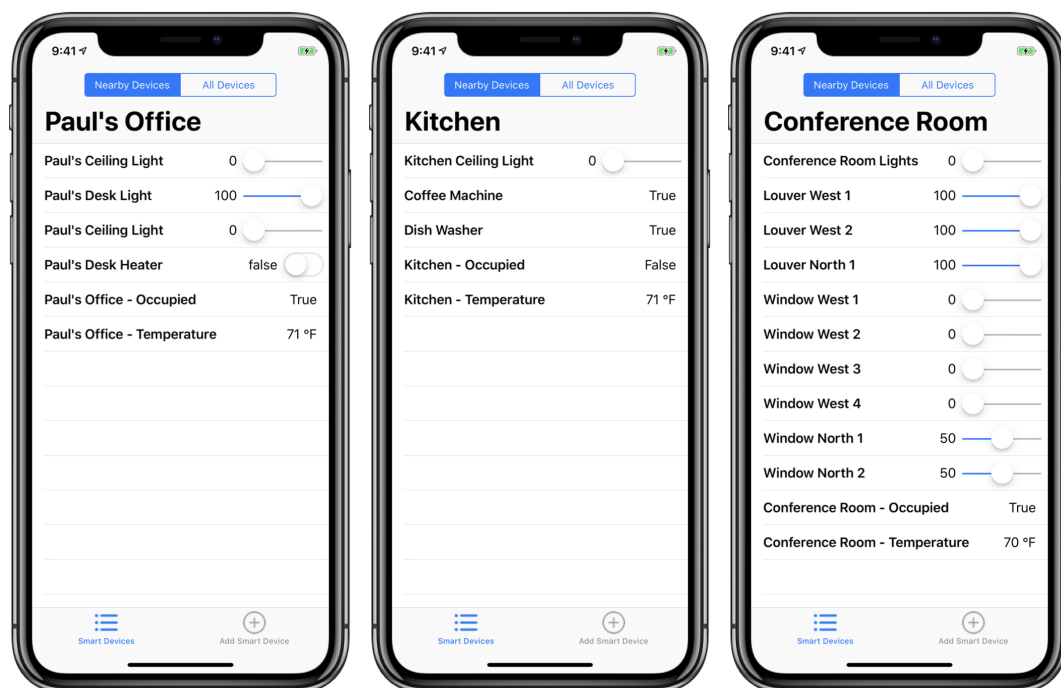 9:41
Nearby Devices All Devices
Paul's Office
Paul's Ceiling Light 0
Paul's Desk Light 100
Paul's Ceiling Light 0
Paul's Desk Heater false
Paul's Office - Occupied True
Paul's Office - Temperature 71 °F
Smart Devices Add Smart Device
9:41
Nearby Devices All Devices
Kitchen
Kitchen Ceiling Light 0
Coffee Machine True
Dish Washer True
Kitchen - Occupied False
Kitchen - Temperature 71 °F
Smart Devices Add Smart Device
9:41
Nearby Devices All Devices
Conference Room
Conference Room Lights 0
Louver West 1 100
Louver West 2 100
Louver North 1 100
Window West 1 0
Window West 2 0
Window West 3 0
Window West 4 0
Window North 1 50
Window North 2 50
Conference Room - Occupied True
Conference Room - Temperature 70 °F
Smart Devices Add Smart Device